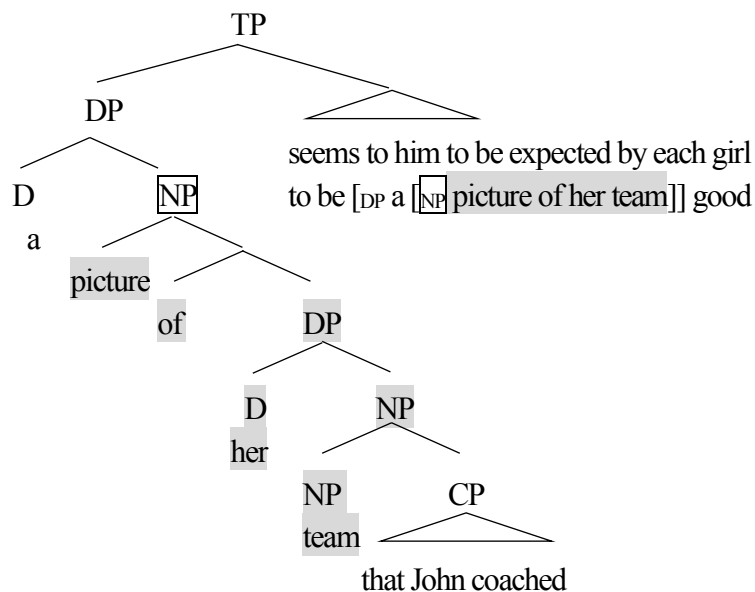 TP
DP
seems to him to be expected by each girl
D NP to be [DP a [NP picture of her team]] good
a
picture
of DP
D NP
her
NP CP
team
that John coached